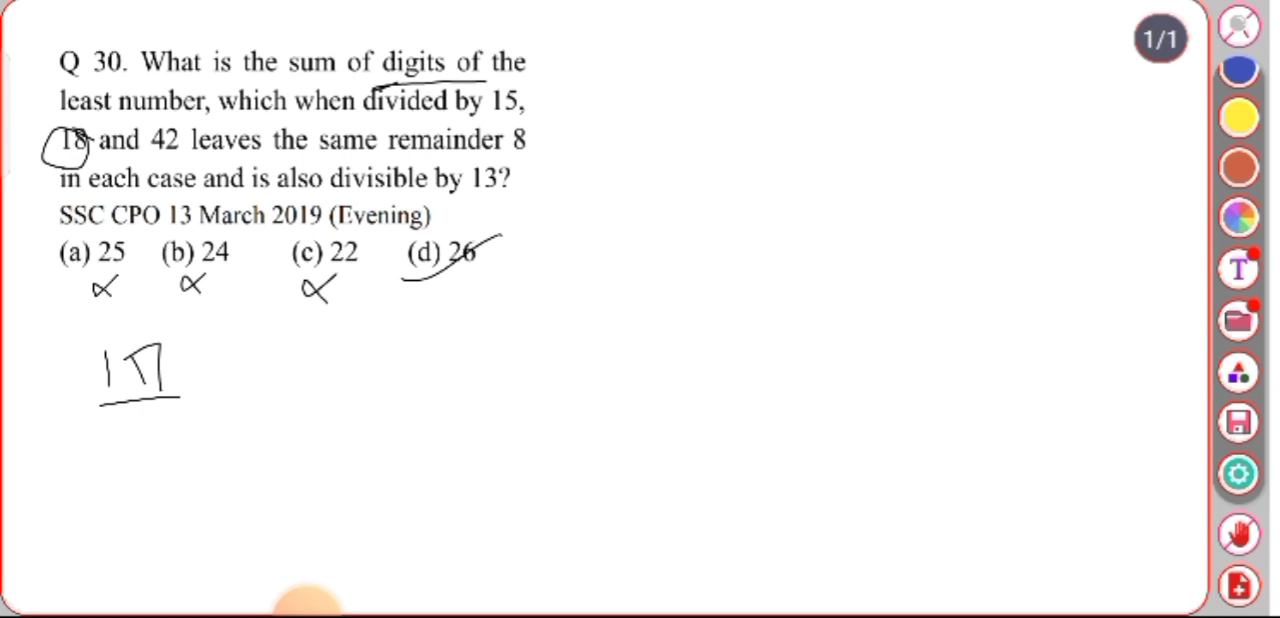 1/1
Q 30. What is the sum of digits of the
least number, which when divided by 15,
18 and 42 leaves the same remainder 8
in each case and is also divisible by 13?
SSC CPO 13 March 2019 (Evening)
(a) 25 (b) 24 (c) 22 (d) 26
T